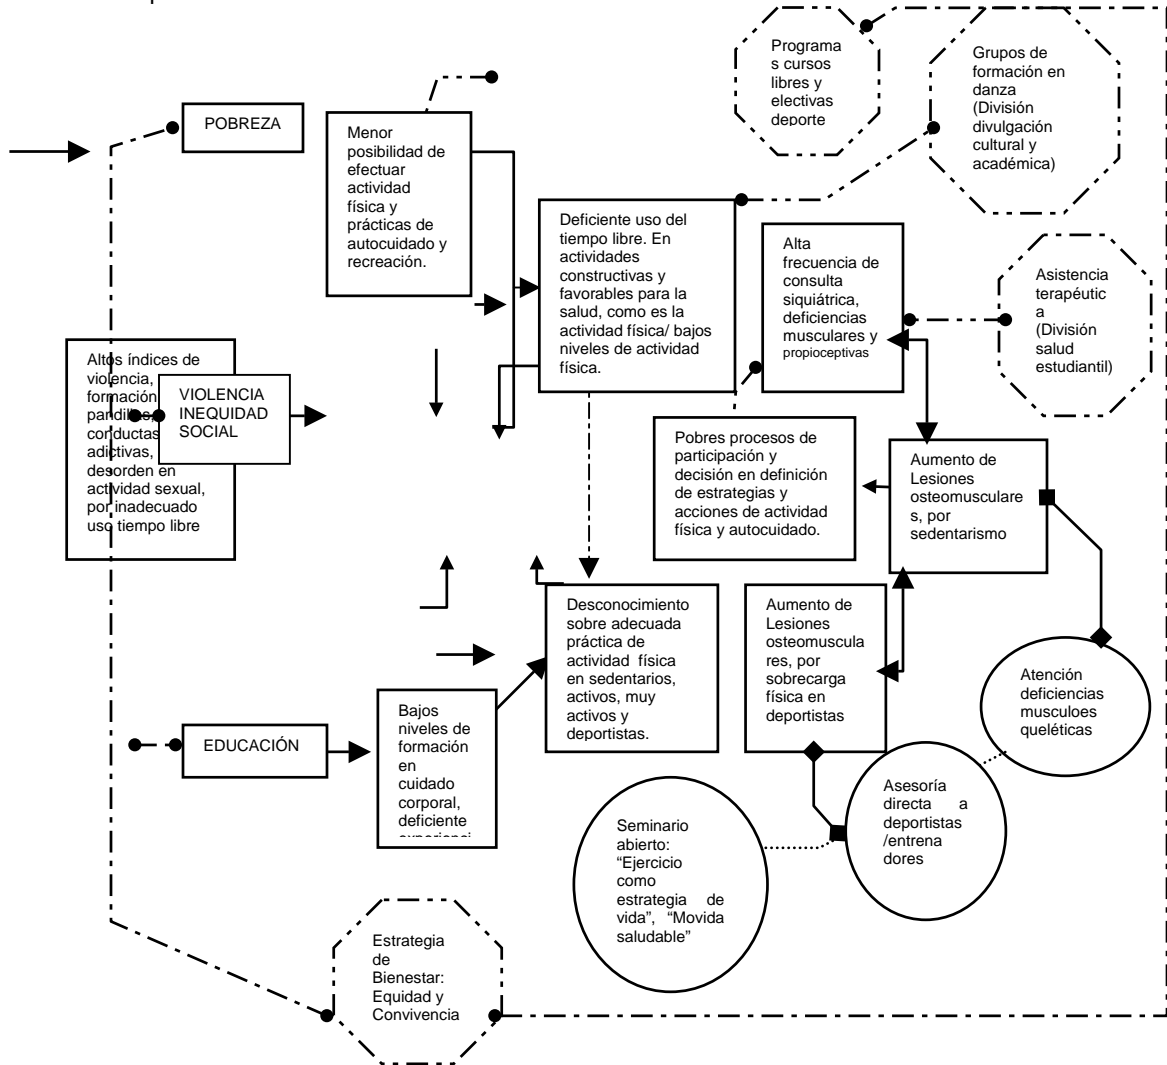 Programa
s cursos
libres y
electivas
deporte
Grupos de
formación en
danza
(División
divulgación
cultural y
académica)
POBREZA
Menor
posibilidad de
efectuar
actividad
física y
prácticas de
autocuidado y
recreación.
Deficiente uso del
tiempo libre. En
actividades
constructivas y
favorables para la
salud, como es la
actividad física/ bajos
niveles de actividad
física.
Alta
frecuencia de
consulta
siquiátrica,
deficiencias
musculares y
propioceptivas
Asistencia
terapéutic
a
(División
salud
estudiantil)
Altos índices de
violencia,
formación
pandillas,
conductas
adictivas,
desorden en
actividad sexual,
por inadecuado
uso tiempo libre
VIOLENCIA
INEQUIDAD
SOCIAL
Pobres procesos de
participación y
decisión en definición
de estrategias y
acciones de actividad
física y autocuidado.
Aumento de
Lesiones
osteomusculare
s, por
sedentarismo
Desconocimiento
sobre adecuada
práctica de
actividad física
en sedentarios,
activos, muy
activos y
deportistas.
Aumento de
Lesiones
osteomuscula
res, por
sobrecarga
física en
deportistas
Atención
deficiencias
musculoes
queléticas
EDUCACIÓN
Bajos
niveles de
formación
en
cuidado
corporal,
deficiente
Asesoría
directa a
deportistas
/entrena
dores
Seminario
abierto:
“Ejercicio
como
estrategia de
vida”, “Movida
saludable”
Estrategia
de
Bienestar:
Equidad y
Convivencia